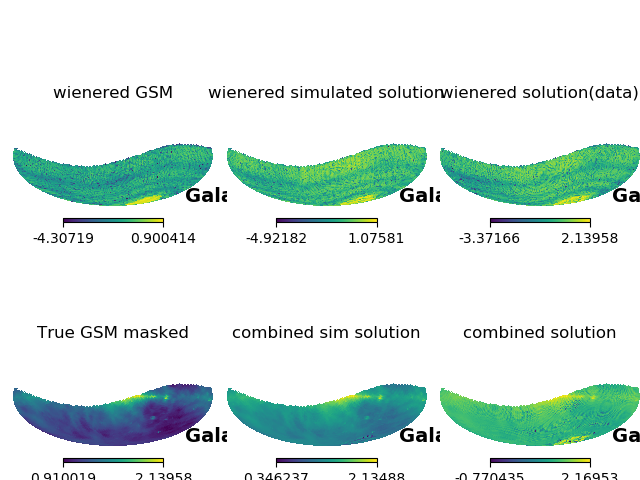 wienered GSM
wienered simulated solution
wienered solution(data)
Gala
Gala
Ga
-4.30719 0.900414
-4.92182 1.07581
-3.37166 2.13958
True GSM masked
combined sim solution
combined solution
Gala
Gala
Ga
0.910019 2.13958
0.346237 2.13488
-0.770435 2.16953